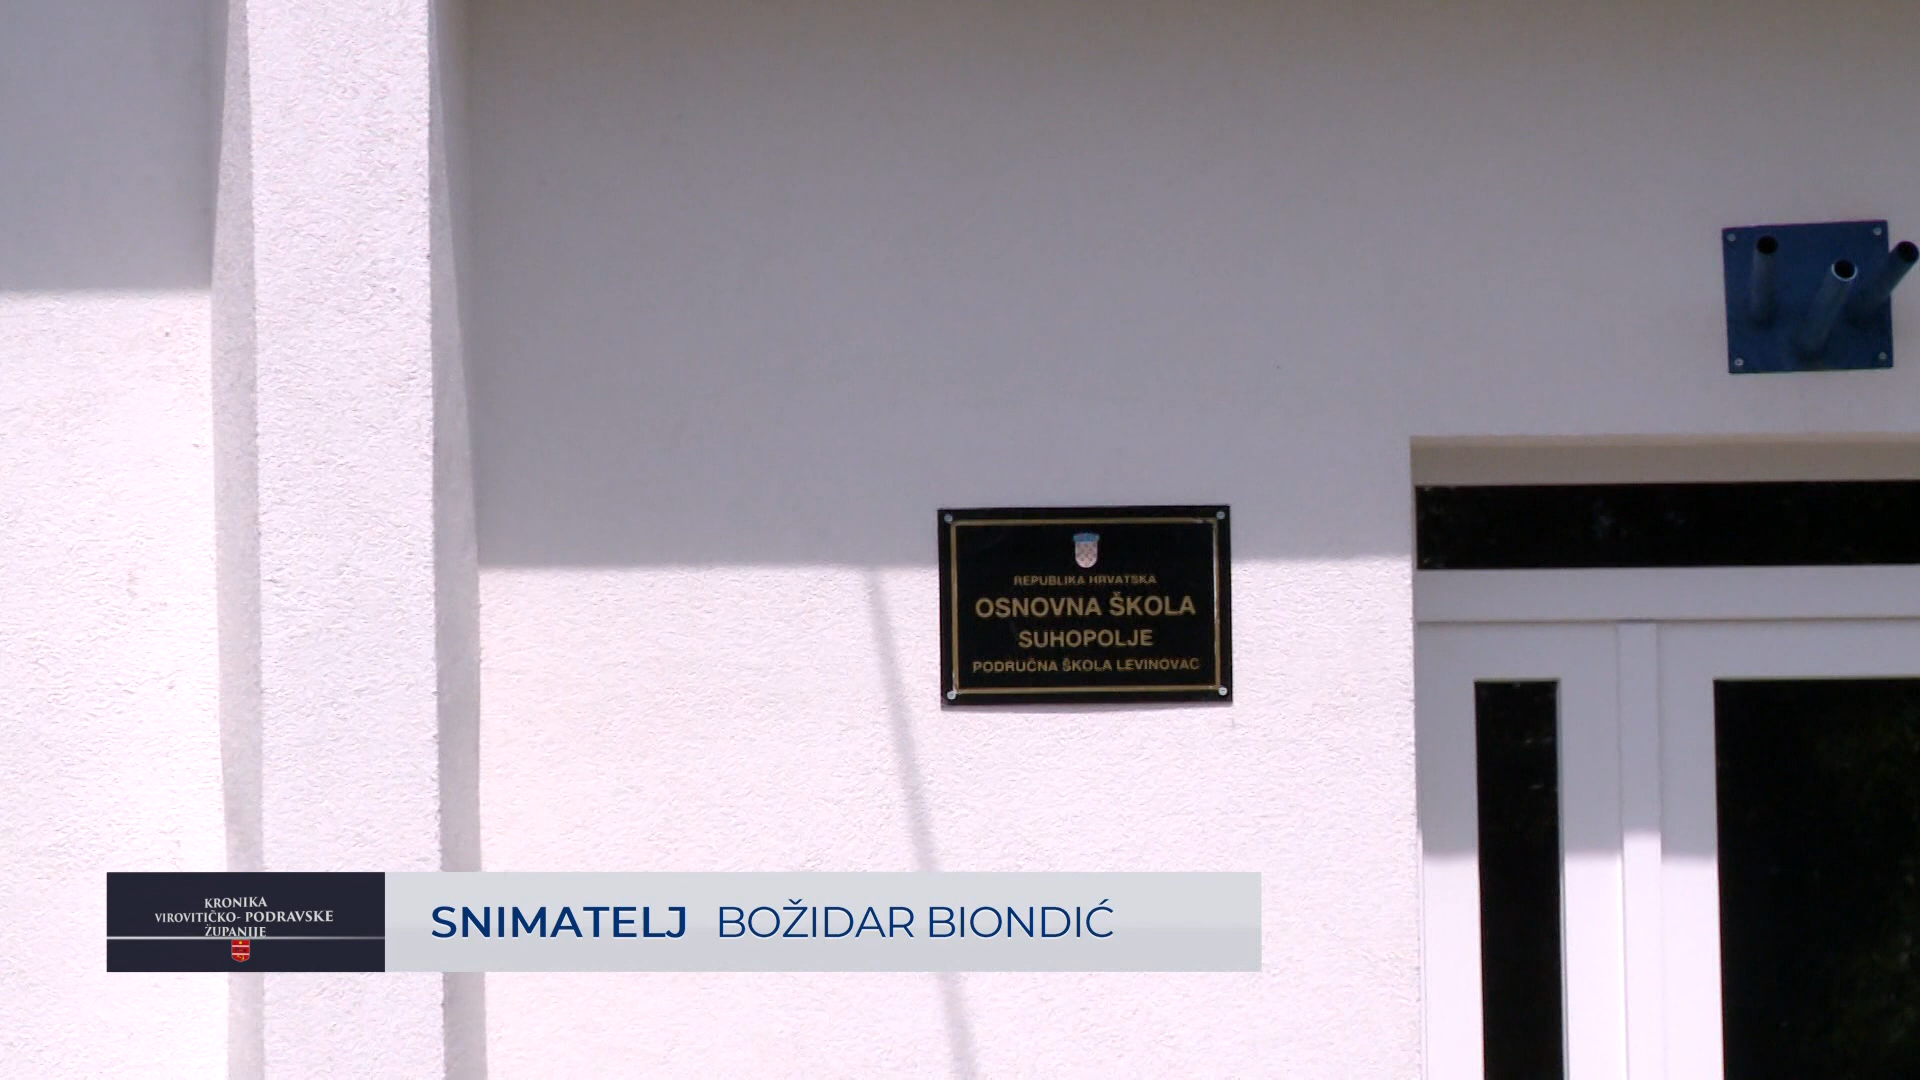 REPUBLIKA HRVATSKA
OSNOVNA ŠKOLA
SUHOPOLJE
PODRUČNA ŠKOLA LEVINOVAC
KRONIKA
VIROVITIČKO- PODRAVSKE
ŽUPANIJE
SNIMATELJ BOŽIDAR BIONDIĆ